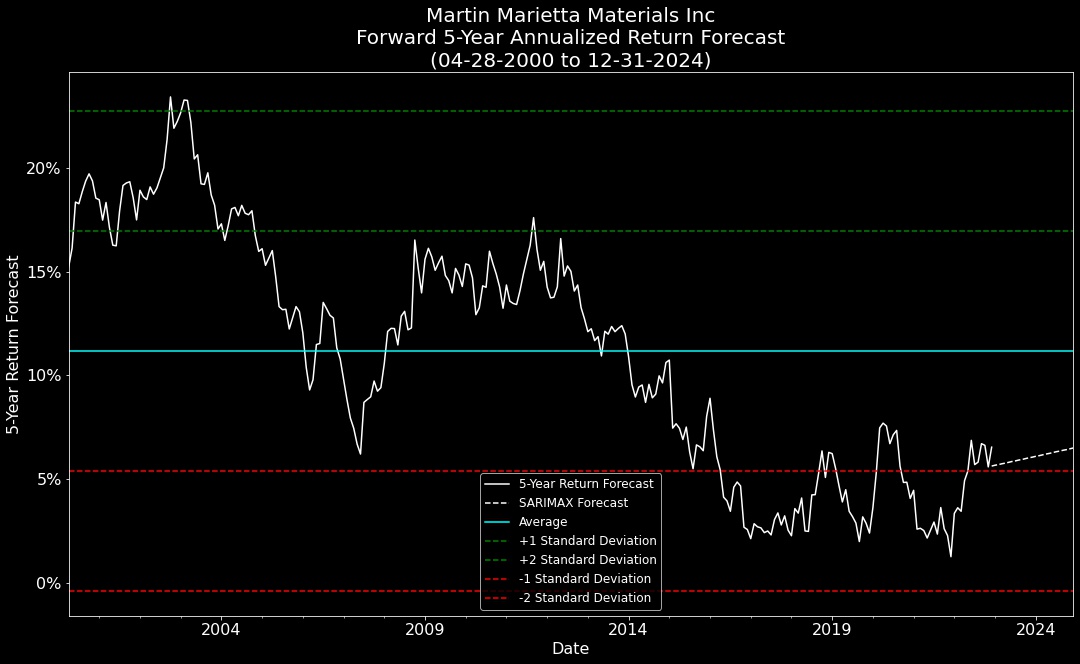 Martin Marietta Materials Inc
Forward 5-Year Annualized Return Forecast
(04-28-2000 to 12-31-2024)
5-Year Return Forecast
20%
15%
10%
5%
0%
5-Year Return Forecast
SARIMAX Forecast
Average
+1 Standard Deviation
+2 Standard Deviation
-1 Standard Deviation
-2 Standard Deviation
2004 2009 2014 2019 2024
Date